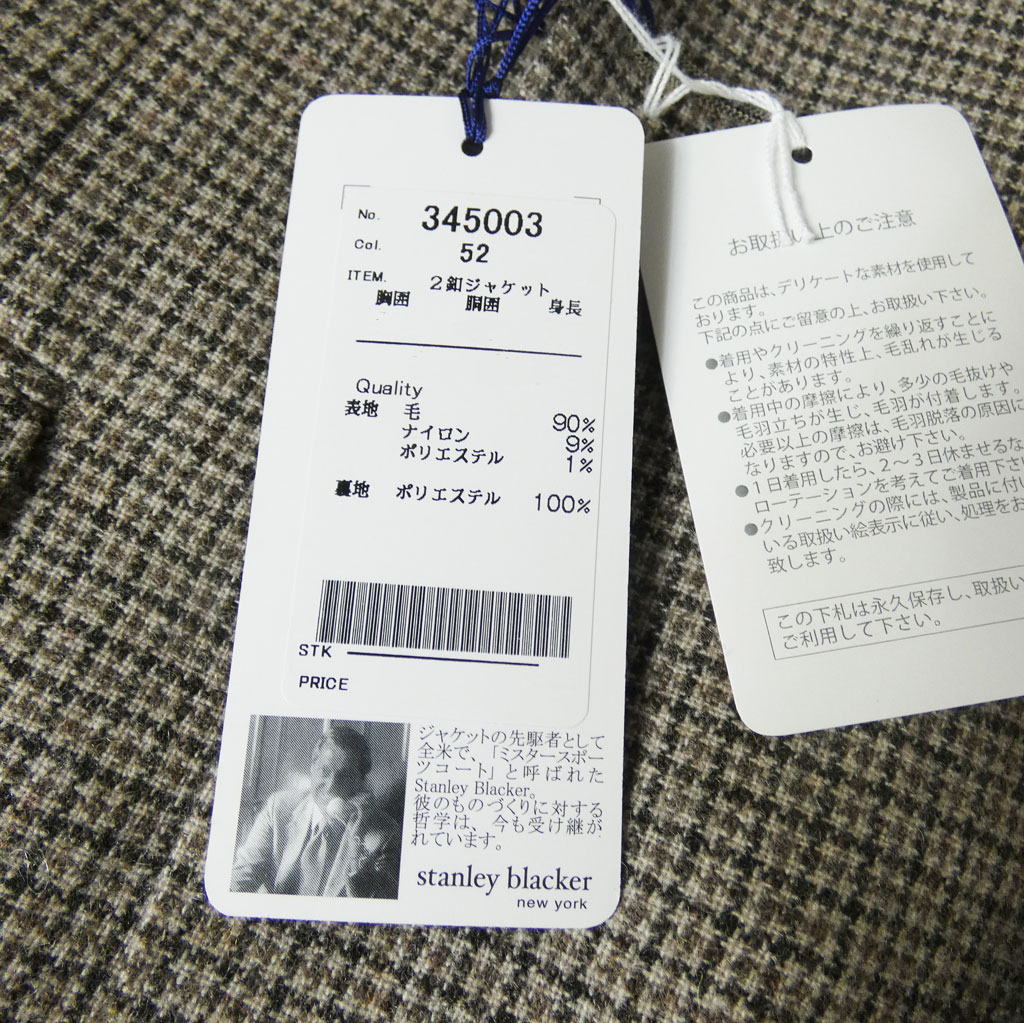 No. 345003
Col. 52
ITEM. 2釦ジャケット
胸囲 胴囲 身長
Quality
表地 毛 90%
ナイロン 9%
ポリエステル 1%
裏地 ポリエステル 100%
STK
PRICE
ジャケットの先駆者として
全米で、「ミスタースポー
ツコート」と呼ばれた
Stanley Blacker。
彼のものづくりに対する
哲学は、今も受け継が
れています。
stanley blacker
new york
お取扱い上のご注意
この商品は、デリケートな素材を使用して
おります。
下記の点にご留意の上、お取扱い下さい。
●着用やクリーニングを繰り返すことに
より、素材の特性上、毛乱れが生じる
ことがあります。
●着用中の摩擦により、多少の毛抜けや
毛羽立ちが生じ、毛羽が付着します。
必要以上の摩擦は、毛羽脱落の原因に
なりますので、お避け下さい。
●1日着用したら、2～3日休ませるな
ローテーションを考えてご着用下さ
●クリーニングの際には、製品に付け
いる取扱い絵表示に従い、処理をお
致します。
この下札は永久保存し、取扱い
ご利用して下さい。